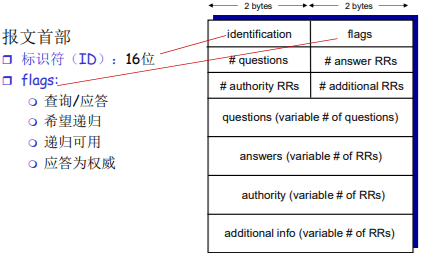 2 bytes 2 bytes
报文首部
标识符（ID）：16位
flags:
查询/应答
希望递归
递归可用
应答为权威
identification flags
# questions # answer RRs
# authority RRs # additional RRs
questions (variable # of questions)
answers (variable # of RRs)
authority (variable # of RRs)
additional info (variable # of RRs)